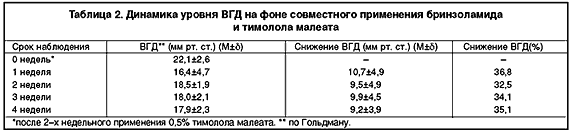 Таблица 2. Динамика уровня ВГД на фоне совместного применения бринзоламида
и тимолола малеата
Срок наблюдения ВГД** (мм рт. ст.) (М±δ) Снижение ВГД (мм рт. ст.) (М±δ) Снижение ВГД(%)
0 недель* 22,1±2,6 – –
1 неделя 16,4±4,7 10,7±4,9 36,8
2 недели 18,5±1,9 9,5±4,9 32,5
3 недели 18,0±2,1 9,9±4,5 34,1
4 недели 17,9±2,3 9,2±3,9 35,1
*после 2–х недельного применения 0,5% тимолола малеата. ** по Гольдману.